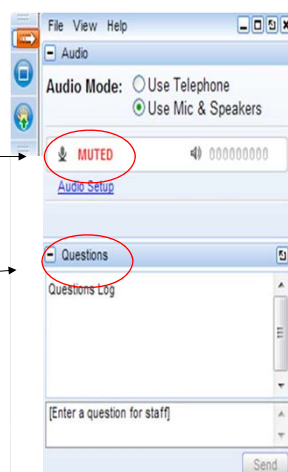 File View Help
Audio
Audio Mode: Use Telephone
Use Mic & Speakers
MUTED 000000000
Audio Setup
Questions
Questions Log
[Enter a question for staff]
Send